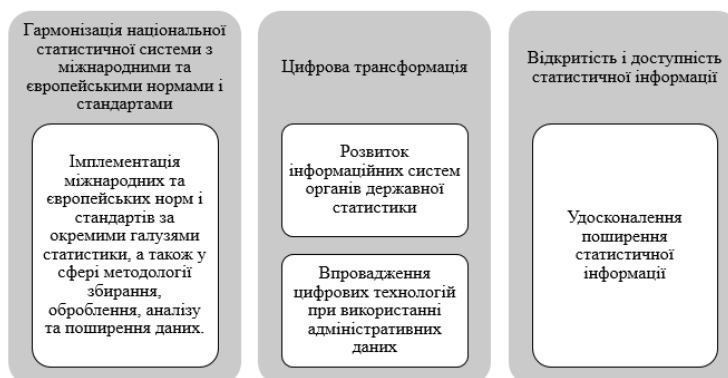 Гармонізація національної
статистичної системи з
міжнародними та
європейськими нормами і
стандартами
Імплементація
міжнародних та
європейських норм і
стандартів за
окремими галузями
статистики, а також у
сфері методології
збирання,
оброблення, аналізу
та поширення даних.
Цифрова трансформація
Розвиток
інформаційних систем
органів державної
статистики
Впровадження
цифрових технологій
при використанні
адміністративних
даних
Відкритість і доступність
статистичної інформації
Удосконалення
поширення
статистичної
інформації